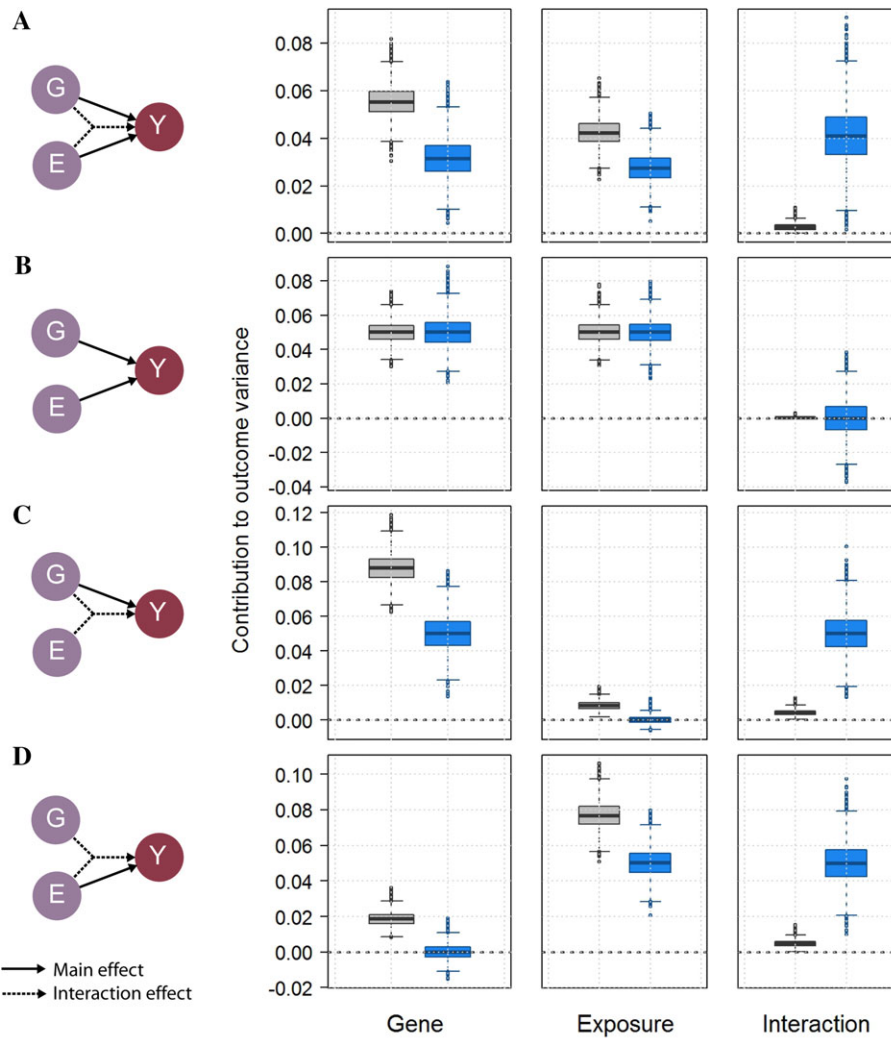 A
G
E
Y
0.08
0.06
0.04
0.02
0.00
B
G
E
Y
0.08
0.06
0.04
0.02
0.00
-0.02
-0.04
Contribution to outcome variance
C
G
E
Y
0.12
0.10
0.08
0.06
0.04
0.02
0.00
D
G
E
Y
0.10
0.08
0.06
0.04
0.02
0.00
-0.02
Main effect
Interaction effect
Gene Exposure Interaction